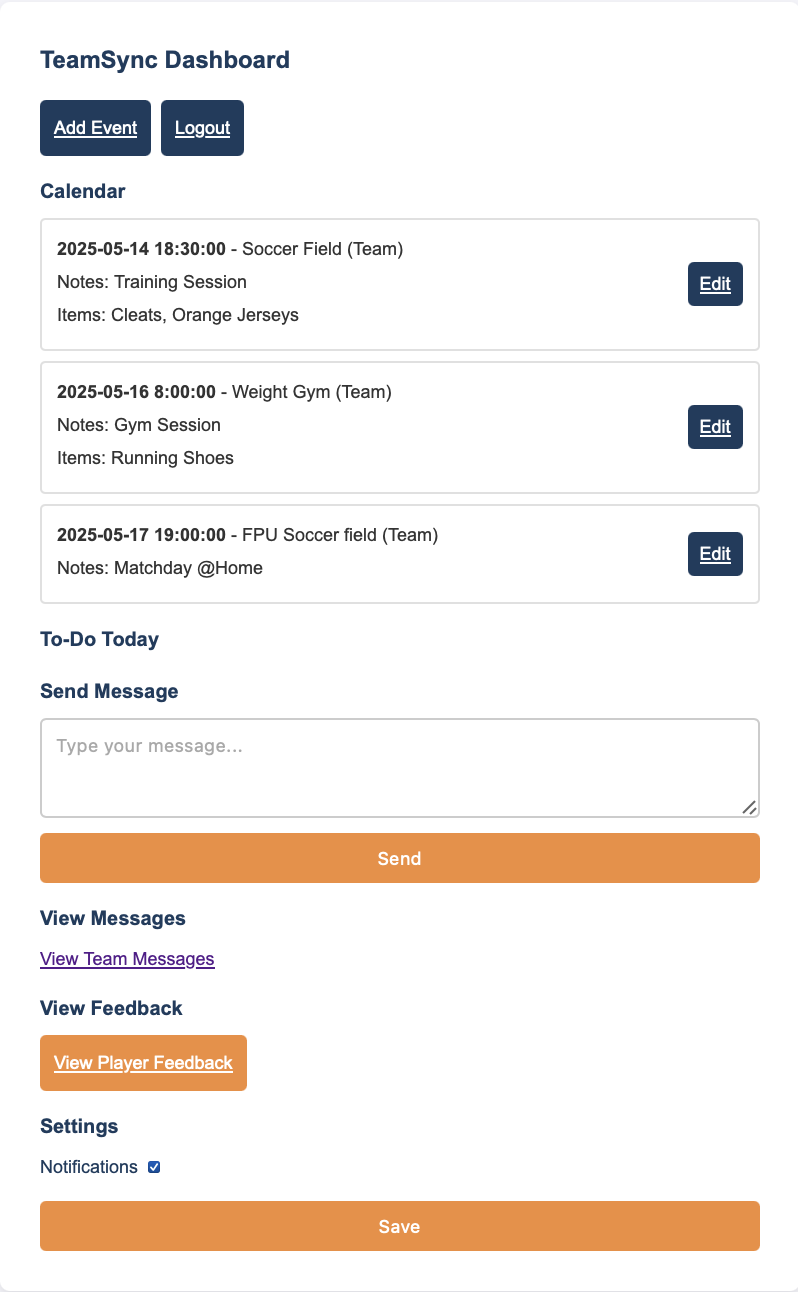 TeamSync Dashboard
Add Event Logout
Calendar
2025-05-14 18:30:00 - Soccer Field (Team)
Notes: Training Session
Items: Cleats, Orange Jerseys
Edit
2025-05-16 8:00:00 - Weight Gym (Team)
Notes: Gym Session
Items: Running Shoes
Edit
2025-05-17 19:00:00 - FPU Soccer field (Team)
Notes: Matchday @Home
Edit
To-Do Today
Send Message
Type your message...
Send
View Messages
View Team Messages
View Feedback
View Player Feedback
Settings
Notifications
Save